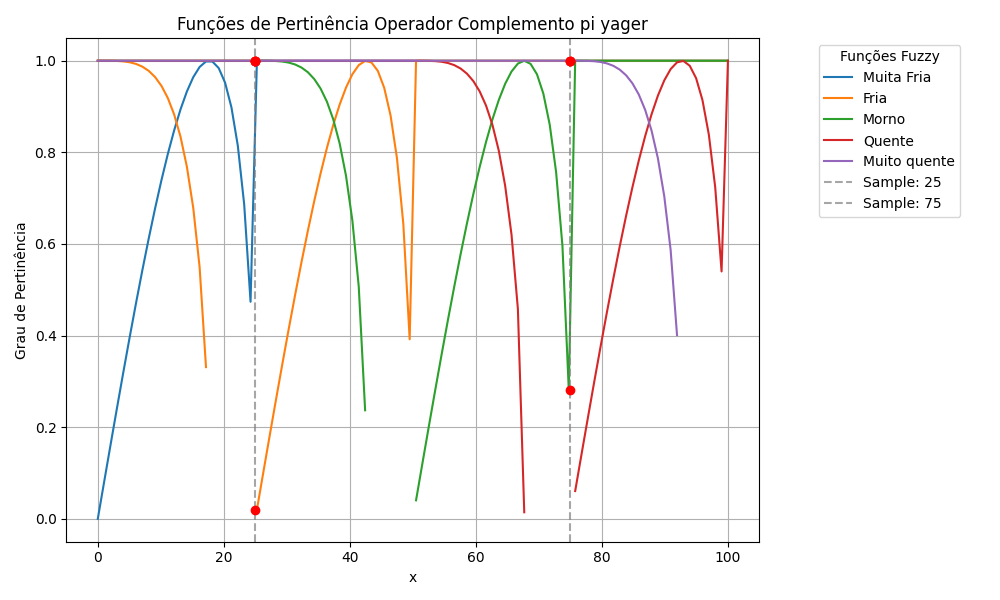 Funções de Pertinência Operador Complemento pi yager
Grau de Pertinência
1.0
0.8
0.6
0.4
0.2
0.0
0
20
40
60
80
100
x
Funções Fuzzy
Muita Fria
Fria
Morno
Quente
Muito quente
Sample: 25
Sample: 75